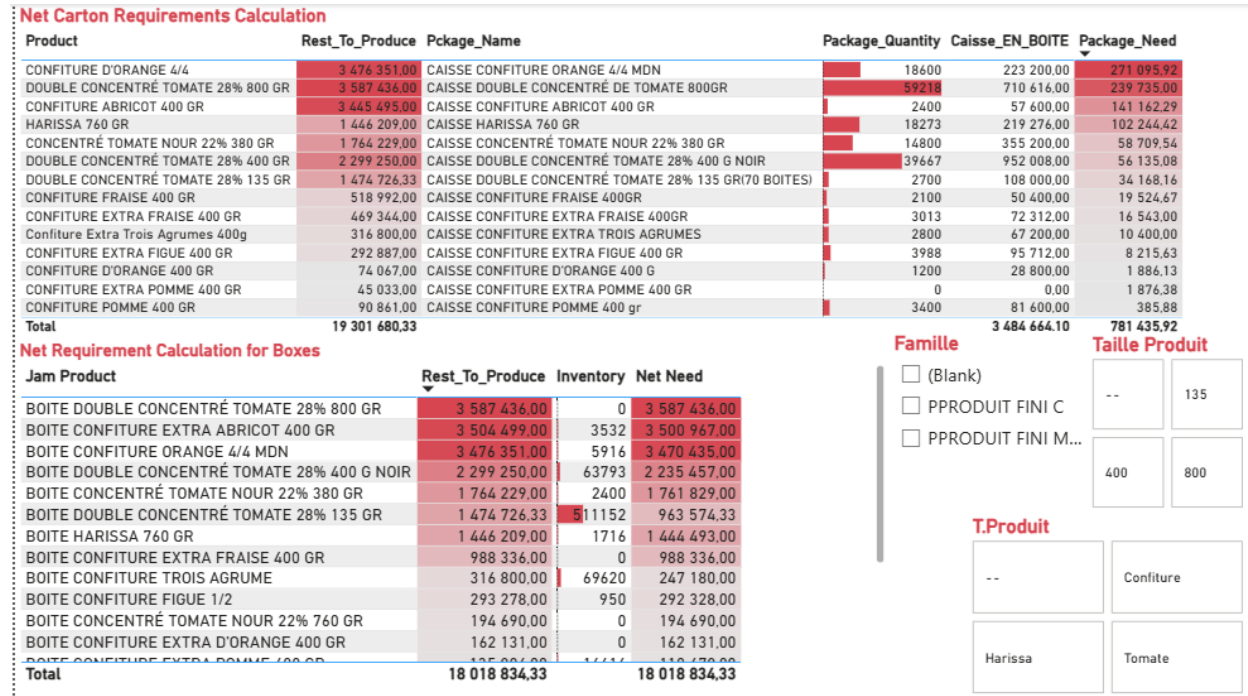 Net Carton Requirements Calculation
Product Rest_To_Produce Pckage_Name Package_Quantity Caisse_EN_BOITE Package_Need
CONFITURE D'ORANGE 4/4 3 476 351,00 CAISSE CONFITURE ORANGE 4/4 MDN 18600 223 200,00 271 095,92
DOUBLE CONCENTRÉ TOMATE 28% 800 GR 3 587 436,00 CAISSE DOUBLE CONCENTRÉ DE TOMATE 800GR 59218 710 616,00 239 735,00
CONFITURE ABRICOT 400 GR 3 445 495,00 CAISSE CONFITURE ABRICOT 400 GR 2400 57 600,00 141 162,29
HARISSA 760 GR 1 446 209,00 CAISSE HARISSA 760 GR 18273 219 276,00 102 244,42
CONCENTRÉ TOMATE NOUR 22% 380 GR 1 764 229,00 CAISSE CONCENTRÉ TOMATE NOUR 22% 380 GR 14800 355 200,00 58 709,54
DOUBLE CONCENTRÉ TOMATE 28% 400 GR 2 299 250,00 CAISSE DOUBLE CONCENTRÉ TOMATE 28% 400 G NOIR 39667 952 008,00 56 135,08
DOUBLE CONCENTRÉ TOMATE 28% 135 GR 1 474 726,33 CAISSE DOUBLE CONCENTRÉ TOMATE 28% 135 GR(70 BOITES) 2700 108 000,00 34 168,16
CONFITURE FRAISE 400 GR 518 992,00 CAISSE CONFITURE FRAISE 400GR 2100 50 400,00 19 524,67
CONFITURE EXTRA FRAISE 400 GR 469 344,00 CAISSE CONFITURE EXTRA FRAISE 400GR 3013 72 312,00 16 543,00
Confiture Extra Trois Agrumes 400g 316 800,00 CAISSE CONFITURE EXTRA TROIS AGRUMES 2800 67 200,00 10 400,00
CONFITURE EXTRA FIGUE 400 GR 292 887,00 CAISSE CONFITURE EXTRA FIGUE 400 GR 3988 95 712,00 8 215,63
CONFITURE D'ORANGE 400 GR 74 067,00 CAISSE CONFITURE D'ORANGE 400 G 1200 28 800,00 1 886,13
CONFITURE EXTRA POMME 400 GR 45 033,00 CAISSE CONFITURE EXTRA POMME 400 GR 0 0,00 1 876,38
CONFITURE POMME 400 GR 90 861,00 CAISSE CONFITURE POMME 400 gr 3400 81 600,00 385,88
Total 19 301 680,33 3 484 664,10 781 435,92
Net Requirement Calculation for Boxes
Jam Product Rest_To_Produce Inventory Net Need
BOITE DOUBLE CONCENTRÉ TOMATE 28% 800 GR 3 587 436,00 0 3 587 436,00
BOITE CONFITURE EXTRA ABRICOT 400 GR 3 504 499,00 3532 3 500 967,00
BOITE CONFITURE ORANGE 4/4 MDN 3 476 351,00 5916 3 470 435,00
BOITE DOUBLE CONCENTRÉ TOMATE 28% 400 G NOIR 2 299 250,00 63793 2 235 457,00
BOITE CONCENTRÉ TOMATE NOUR 22% 380 GR 1 764 229,00 2400 1 761 829,00
BOITE DOUBLE CONCENTRÉ TOMATE 28% 135 GR 1 474 726,33 511152 963 574,33
BOITE HARISSA 760 GR 1 446 209,00 1716 1 444 493,00
BOITE CONFITURE EXTRA FRAISE 400 GR 988 336,00 0 988 336,00
BOITE CONFITURE TROIS AGRUME 316 800,00 69620 247 180,00
BOITE CONFITURE FIGUE 1/2 293 278,00 950 292 328,00
BOITE CONCENTRÉ TOMATE NOUR 22% 760 GR 194 690,00 0 194 690,00
BOITE CONFITURE EXTRA D'ORANGE 400 GR 162 131,00 0 162 131,00
BOITE CONFITURE EXTRA POMME 400 GR
Total 18 018 834,33 18 018 834,33
Famille
(Blank)
PPRODUIT FINI C
PPRODUIT FINI M...
Taille Produit
-- 135
400 800
T.Produit
-- Confiture
Harissa Tomate